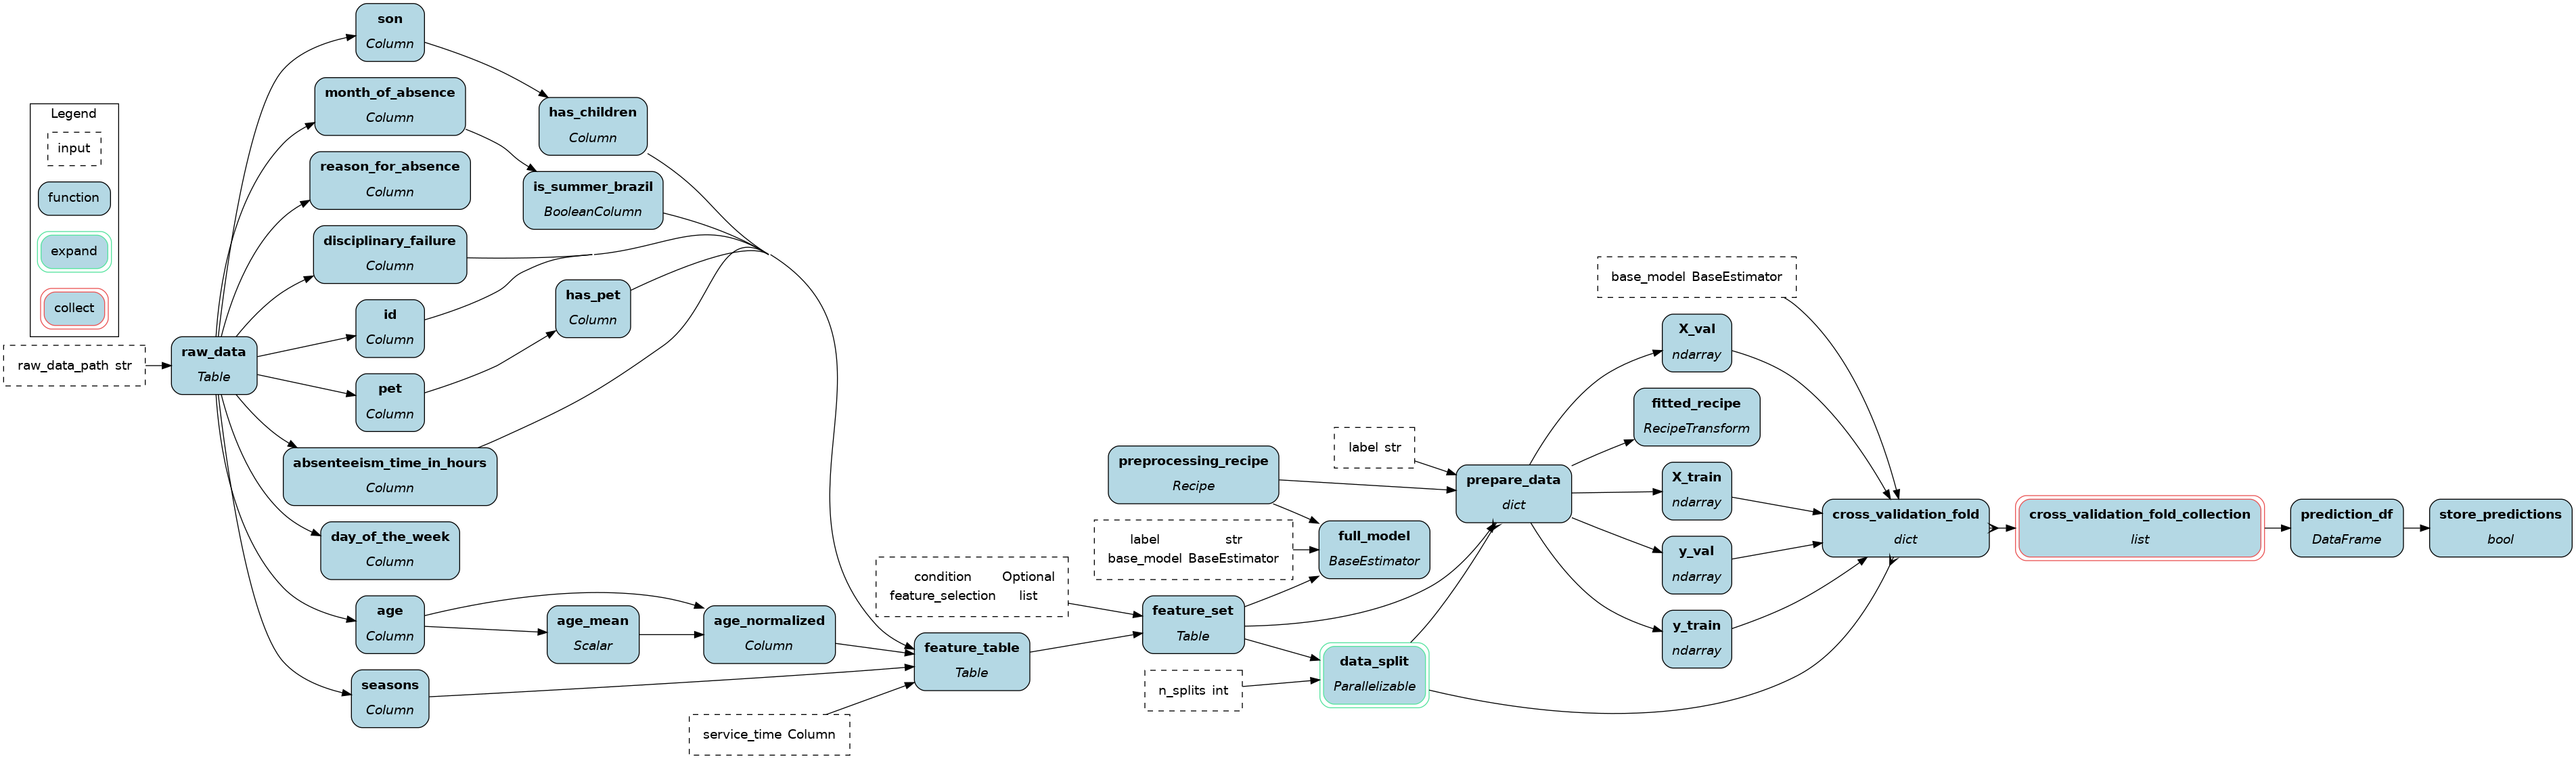 Legend
input
function
expand
collect
raw_data_path str
raw_data
Table
son
Column
month_of_absence
Column
reason_for_absence
Column
disciplinary_failure
Column
id
Column
pet
Column
absenteeism_time_in_hours
Column
day_of_the_week
Column
age
Column
seasons
Column
has_children
Column
is_summer_brazil
BooleanColumn
has_pet
Column
age_mean
Scalar
age_normalized
Column
service_time Column
feature_table
Table
condition Optional
feature_selection list
feature_set
Table
n_splits int
preprocessing_recipe
Recipe
label str
base_model BaseEstimator
full_model
BaseEstimator
data_split
Parallelizable
label str
prepare_data
dict
base_model BaseEstimator
X_val
ndarray
fitted_recipe
RecipeTransform
X_train
ndarray
y_val
ndarray
y_train
ndarray
cross_validation_fold
dict
cross_validation_fold_collection
list
prediction_df
DataFrame
store_predictions
bool